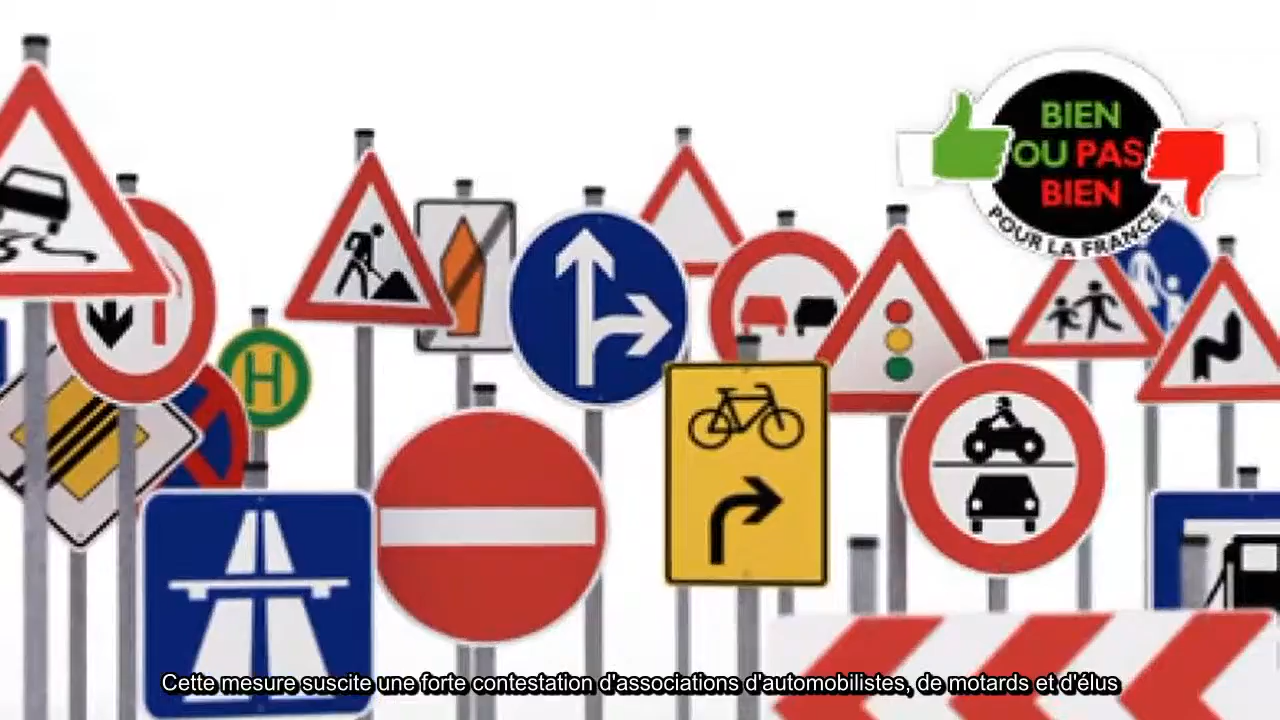 BIEN
OU PAS
BIEN
POUR LA FRANCE ?
H
Cette mesure suscite une forte contestation d'associations d'automobilistes, de motards et d'élus